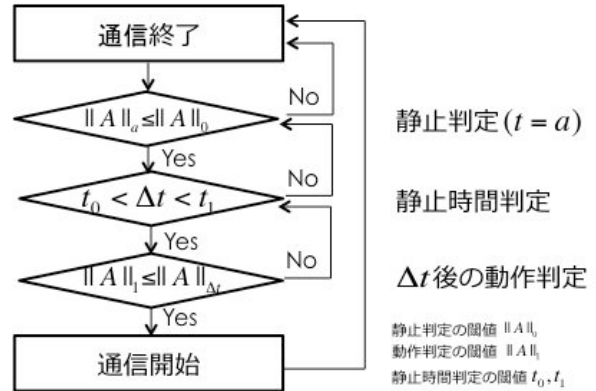 通信終了
No
‖A‖ₐ≤‖A‖₀
静止判定(t = a)
Yes
No
t₀ < Δt < t₁
静止時間判定
Yes
No
‖A‖₁≤‖A‖_Δt
Δt後の動作判定
Yes
通信開始
静止判定の閾値 ‖A‖₀
動作判定の閾値 ‖A‖₁
静止時間判定の閾値 t₀, t₁